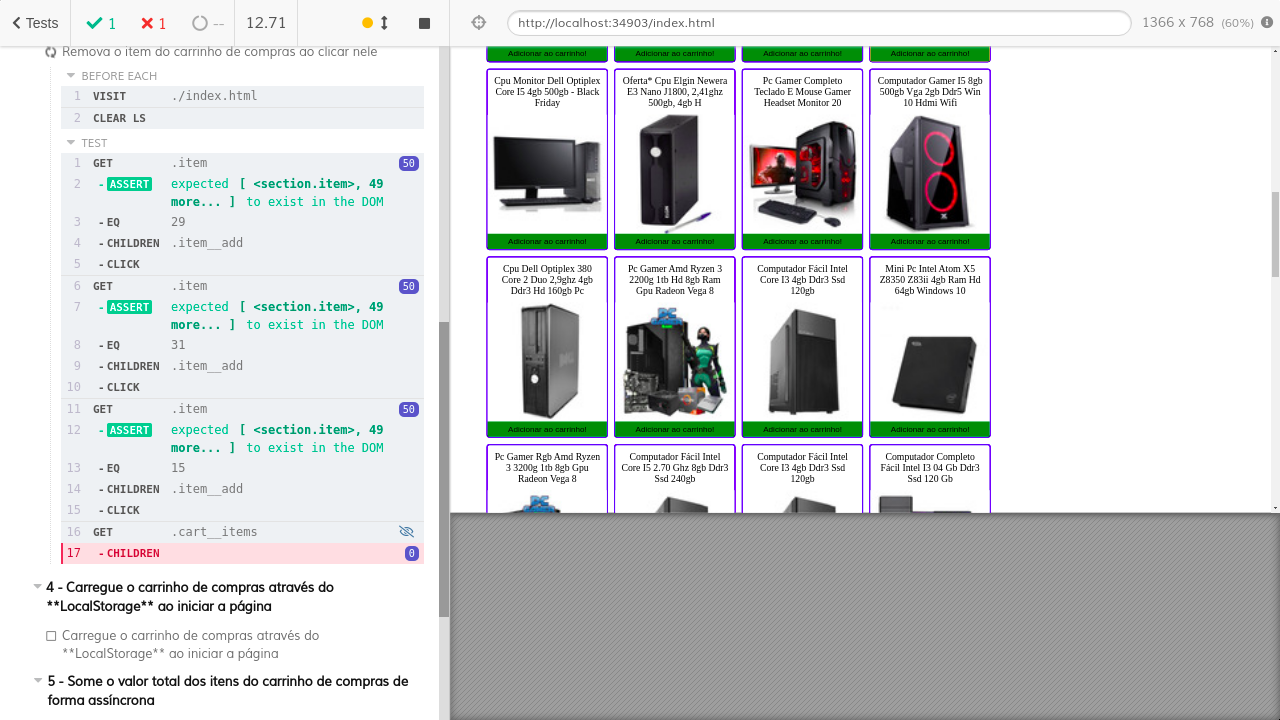 Tests
1
1
--
12.71
http://localhost:34903/index.html
1366 x 768 (60%)
Remova o item do carrinho de compras ao clicar nele
BEFORE EACH
1 VISIT ./index.html
2 CLEAR LS
TEST
1 GET .item 50
2 -ASSERT expected [ <section.item>, 49
more... ] to exist in the DOM
3 -EQ 29
4 -CHILDREN .item__add
5 -CLICK
6 GET .item 50
7 -ASSERT expected [ <section.item>, 49
more... ] to exist in the DOM
8 -EQ 31
9 -CHILDREN .item__add
10 -CLICK
11 GET .item 50
12 -ASSERT expected [ <section.item>, 49
more... ] to exist in the DOM
13 -EQ 15
14 -CHILDREN .item__add
15 -CLICK
16 GET .cart__items
17 -CHILDREN 0
4 - Carregue o carrinho de compras através do
**LocalStorage** ao iniciar a página
Carregue o carrinho de compras através do
**LocalStorage** ao iniciar a página
5 - Some o valor total dos itens do carrinho de compras de
forma assíncrona
Adicionar ao carrinho! Adicionar ao carrinho! Adicionar ao carrinho! Adicionar ao carrinho!
Cpu Monitor Dell Optiplex
Core I5 4gb 500gb - Black
Friday
Oferta* Cpu Elgin Newera
E3 Nano J1800, 2,41ghz
500gb, 4gb H
Pc Gamer Completo
Teclado E Mouse Gamer
Headset Monitor 20
Computador Gamer I5 8gb
500gb Vga 2gb Ddr5 Win
10 Hdmi Wifi
Adicionar ao carrinho! Adicionar ao carrinho! Adicionar ao carrinho! Adicionar ao carrinho!
Cpu Dell Optiplex 380
Core 2 Duo 2,9ghz 4gb
Ddr3 Hd 160gb Pc
Pc Gamer Amd Ryzen 3
2200g 1tb Hd 8gb Ram
Gpu Radeon Vega 8
Computador Fácil Intel
Core I3 4gb Ddr3 Ssd
120gb
Mini Pc Intel Atom X5
Z8350 Z83ii 4gb Ram Hd
64gb Windows 10
Adicionar ao carrinho! Adicionar ao carrinho! Adicionar ao carrinho! Adicionar ao carrinho!
Pc Gamer Rgb Amd Ryzen
3 3200g 1tb 8gb Gpu
Radeon Vega 8
Computador Fácil Intel
Core I5 2.70 Ghz 8gb Ddr3
Ssd 240gb
Computador Fácil Intel
Core I3 4gb Ddr3 Ssd
120gb
Computador Completo
Fácil Intel I3 04 Gb Ddr3
Ssd 120 Gb